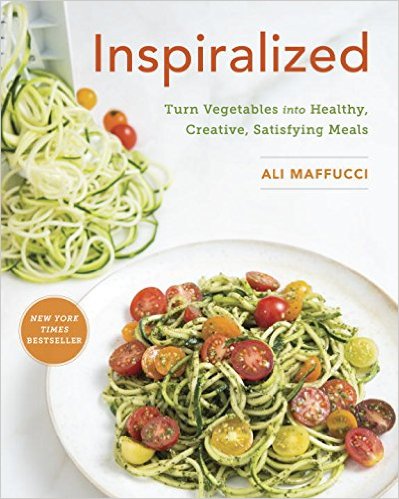 Inspiralized
Turn Vegetables into Healthy,
Creative, Satisfying Meals
ALI MAFFUCCI
NEW YORK
TIMES
BESTSELLER